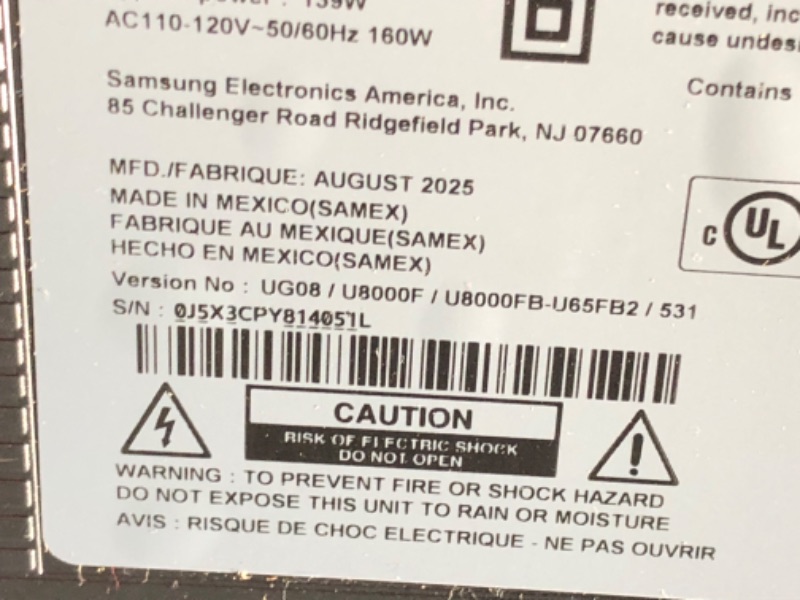 power : 139W
AC110-120V~50/60Hz 160W
received, inc
cause undesi
Contains
Samsung Electronics America, Inc.
85 Challenger Road Ridgefield Park, NJ 07660
MFD./FABRIQUE: AUGUST 2025
MADE IN MEXICO(SAMEX)
FABRIQUE AU MEXIQUE(SAMEX)
HECHO EN MEXICO(SAMEX)
C UL
Version No : UG08 / U8000F / U8000FB-U65FB2 / 531
S/N : 0J5X3CPY814051L
CAUTION
RISK OF ELECTRIC SHOCK
DO NOT OPEN
WARNING : TO PREVENT FIRE OR SHOCK HAZARD
DO NOT EXPOSE THIS UNIT TO RAIN OR MOISTURE
AVIS : RISQUE DE CHOC ELECTRIQUE - NE PAS OUVRIR